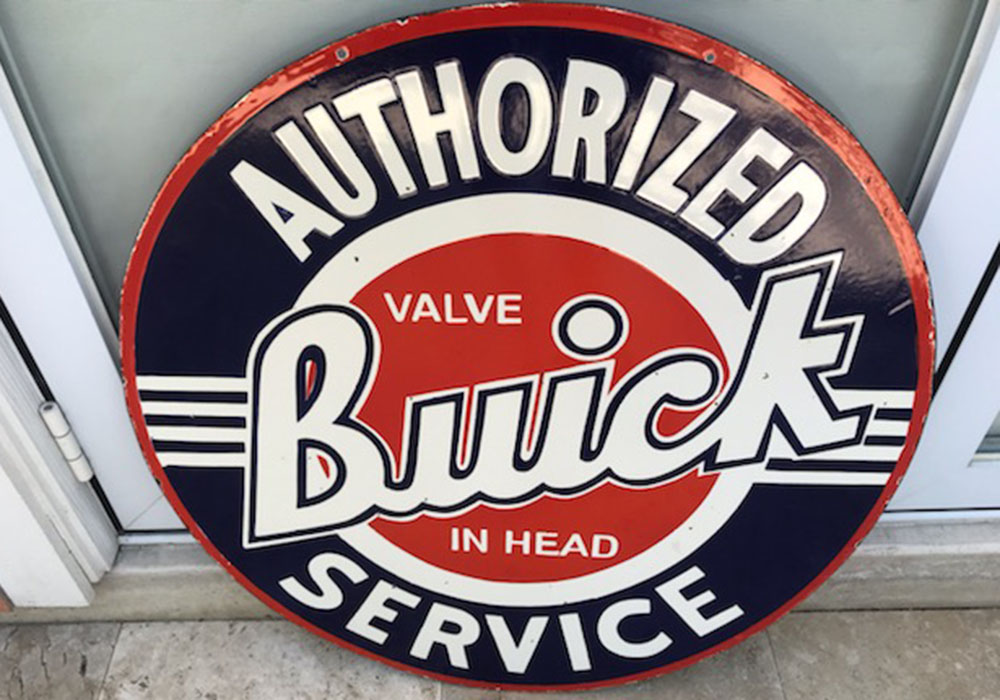 AUTHORIZED
VALVE
Buick
IN HEAD
SERVICE